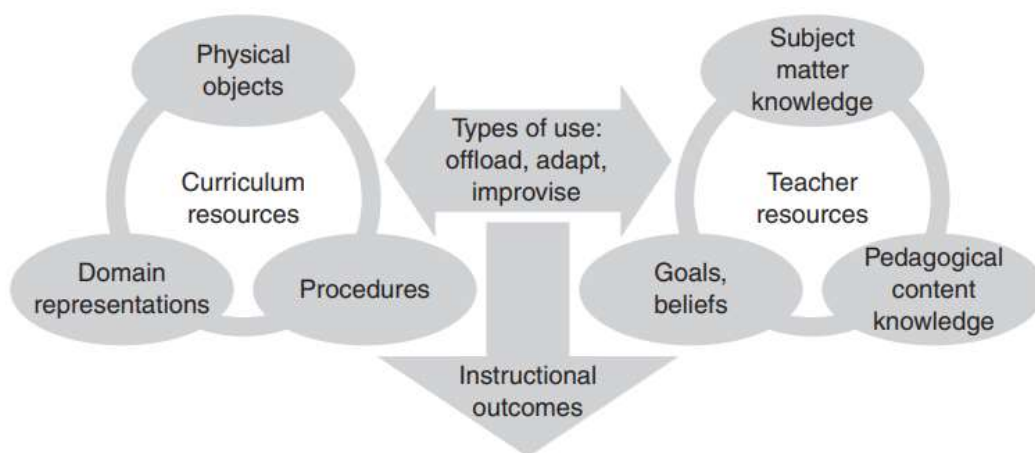 Physical
objects
Curriculum
resources
Domain
representations
Procedures
Types of use:
offload, adapt,
improvise
Instructional
outcomes
Subject
matter
knowledge
Teacher
resources
Goals,
beliefs
Pedagogical
content
knowledge